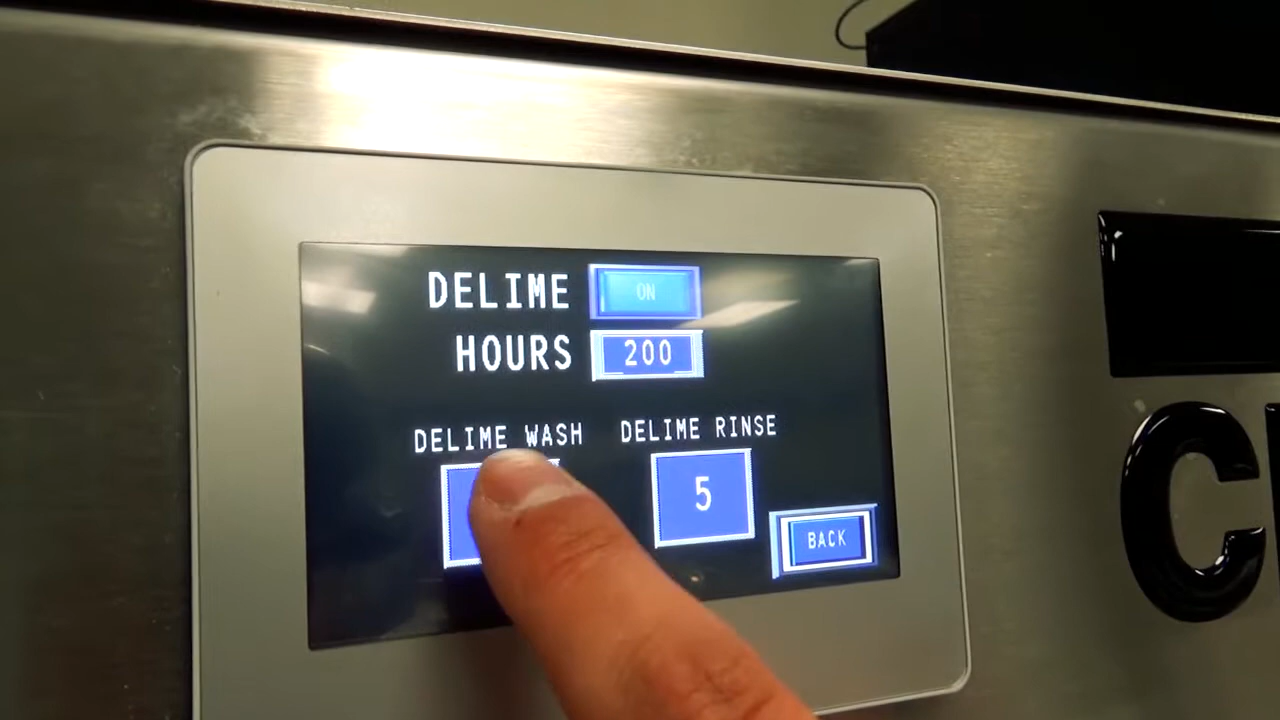 DELIME ON
HOURS 200
DELIME WASH DELIME RINSE
5
BACK
C